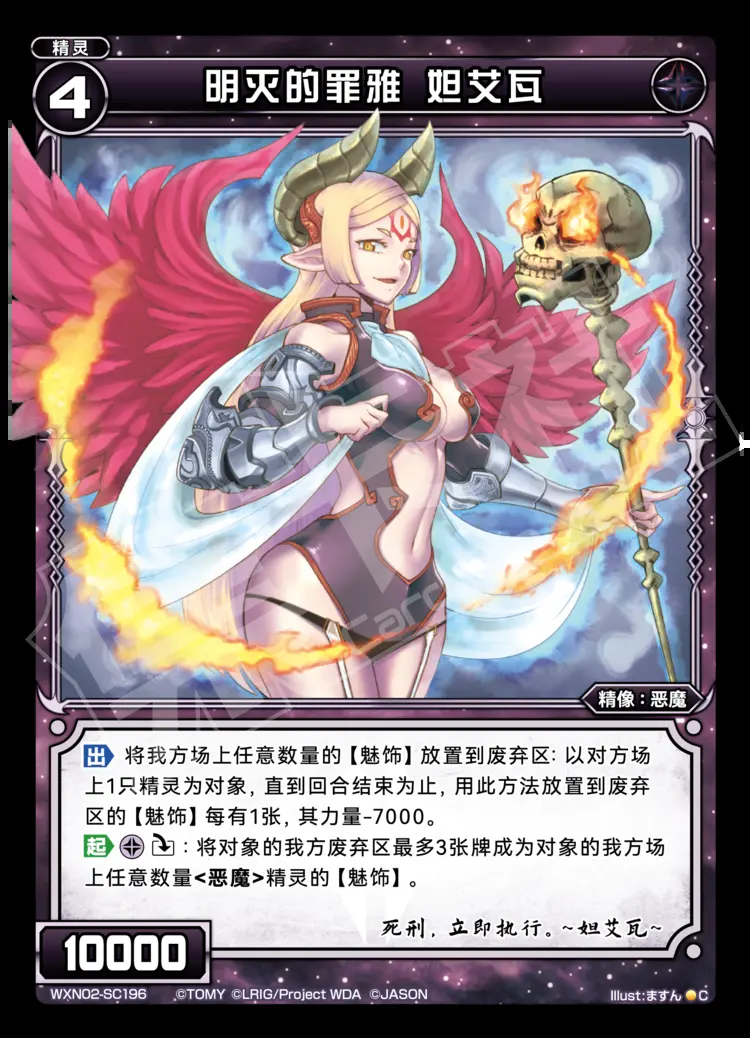 精灵
4
明灭的罪雅 妲艾瓦
精像：恶魔
出 将我方场上任意数量的【魅饰】放置到废弃区：以对方场
上1只精灵为对象，直到回合结束为止，用此方法放置到废弃
区的【魅饰】每有1张，其力量-7000。
起 ：将对象的我方废弃区最多3张牌成为对象的我方场
上任意数量<恶魔>精灵的【魅饰】。
死刑，立即执行。~妲艾瓦~
10000
WXN02-SC196 ©TOMY ©LRIG/Project WDA ©JASON
Illust:ますん C